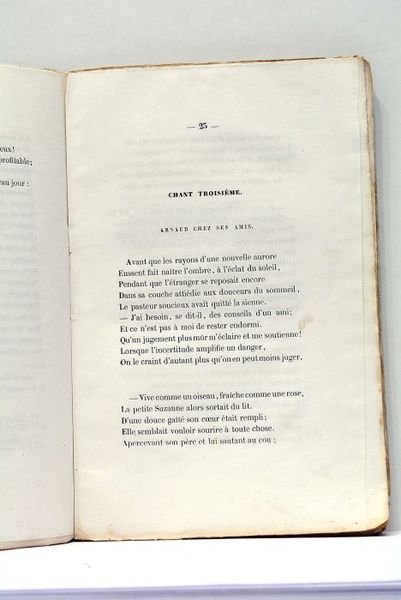 eux!
profitable;
au jour :
— 25 —
CHANT TROISIÈME.
ARNAUD CHEZ SES AMIS.
Avant que les rayons d'une nouvelle aurore
Eussent fait naître l'ombre, à l'éclat du soleil,
Pendant que l'étranger se reposait encore
Dans sa couche attiédie aux douceurs du sommeil,
Le pasteur soucieux avait quitté la sienne.
— J'ai besoin, se dit-il, des conseils d'un ami;
Et ce n'est pas à moi de rester endormi.
Qu'un jugement plus mûr m'éclaire et me soutienne!
Lorsque l'incertitude amplifie un danger,
On le craint d'autant plus qu'on en peut moins juger.
— Vive comme un oiseau, fraîche comme une rose,
La petite Suzanne alors sortait du lit.
D'une douce gaîté son cœur était rempli;
Elle semblait vouloir sourire à toute chose.
Apercevant son père et lui sautant au cou;